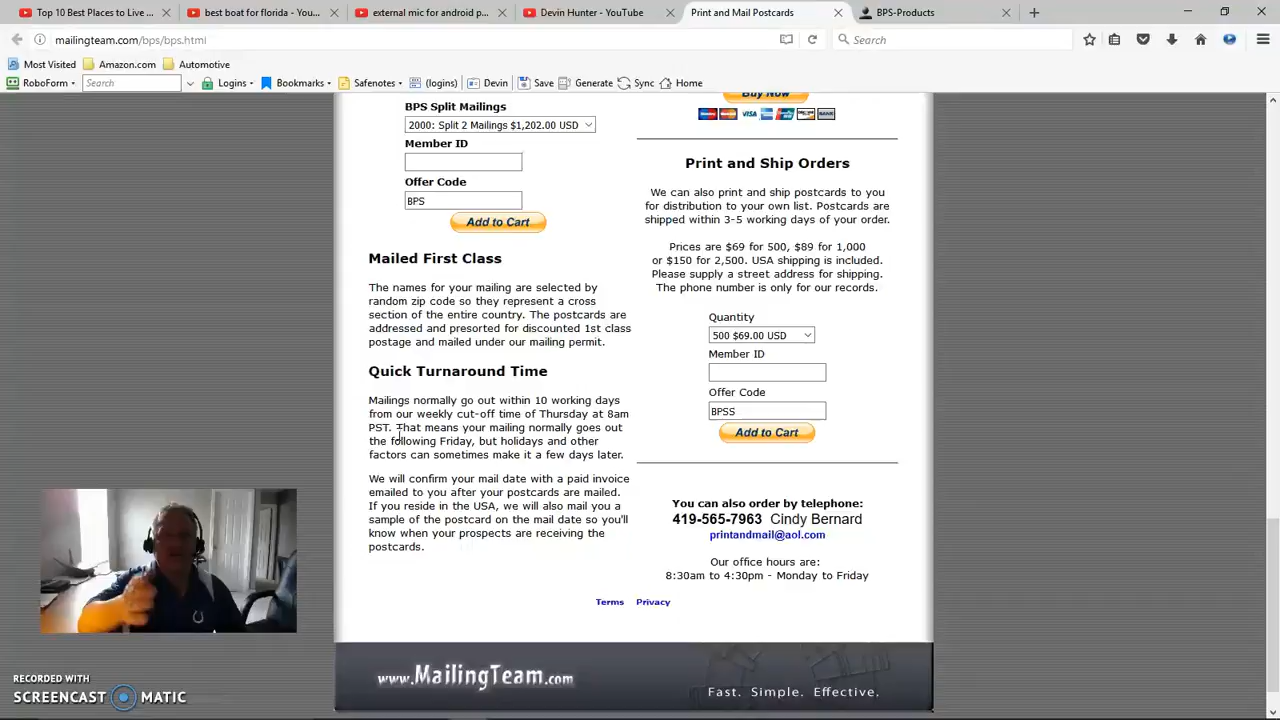 Top 10 Best Places to Live
best boat for florida - You
external mic for android p
Devin Hunter - YouTube
Print and Mail Postcards
BPS-Products
mailingteam.com/bps/bps.html
Search
Most Visited
Amazon.com
Automotive
RoboForm
Search
Logins
Bookmarks
Safenotes
(logins)
Devin
Save
Generate
Sync
Home
BPS Split Mailings
2000: Split 2 Mailings $1,202.00 USD
Member ID
Offer Code
BPS
Add to Cart
Mailed First Class
The names for your mailing are selected by
random zip code so they represent a cross
section of the entire country. The postcards are
addressed and presorted for discounted 1st class
postage and mailed under our mailing permit.
Quick Turnaround Time
Mailings normally go out within 10 working days
from our weekly cut-off time of Thursday at 8am
PST. That means your mailing normally goes out
the following Friday, but holidays and other
factors can sometimes make it a few days later.
We will confirm your mail date with a paid invoice
emailed to you after your postcards are mailed.
If you reside in the USA, we will also mail you a
sample of the postcard on the mail date so you'll
know when your prospects are receiving the
postcards.
Buy Now
VISA
BANK
Print and Ship Orders
We can also print and ship postcards to you
for distribution to your own list. Postcards are
shipped within 3-5 working days of your order.
Prices are $69 for 500, $89 for 1,000
or $150 for 2,500. USA shipping is included.
Please supply a street address for shipping.
The phone number is only for our records.
Quantity
500 $69.00 USD
Member ID
Offer Code
BPSS
Add to Cart
You can also order by telephone:
419-565-7963 Cindy Bernard
printandmail@aol.com
Our office hours are:
8:30am to 4:30pm - Monday to Friday
Terms Privacy
www.MailingTeam.com
Fast. Simple. Effective.
RECORDED WITH
SCREENCAST MATIC